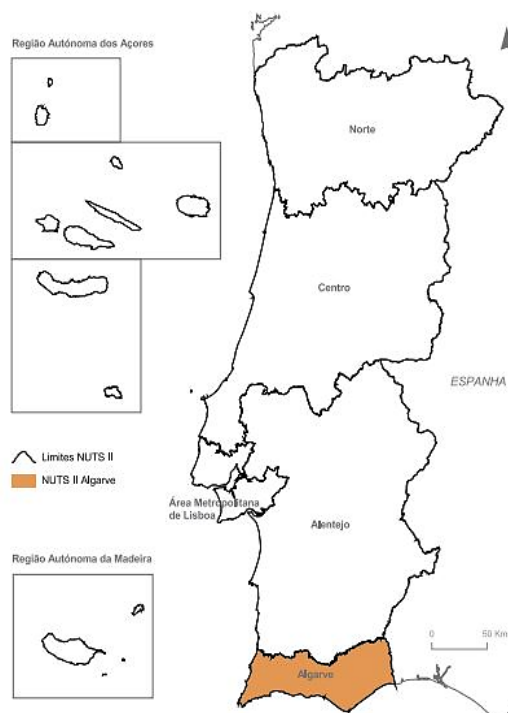 Região Autónoma dos Açores
N
Norte
Centro
ESPANHA
Limites NUTS II
NUTS II Algarve
Área Metropolitana
de Lisboa
Alentejo
Região Autónoma da Madeira
0 50 Km
Algarve